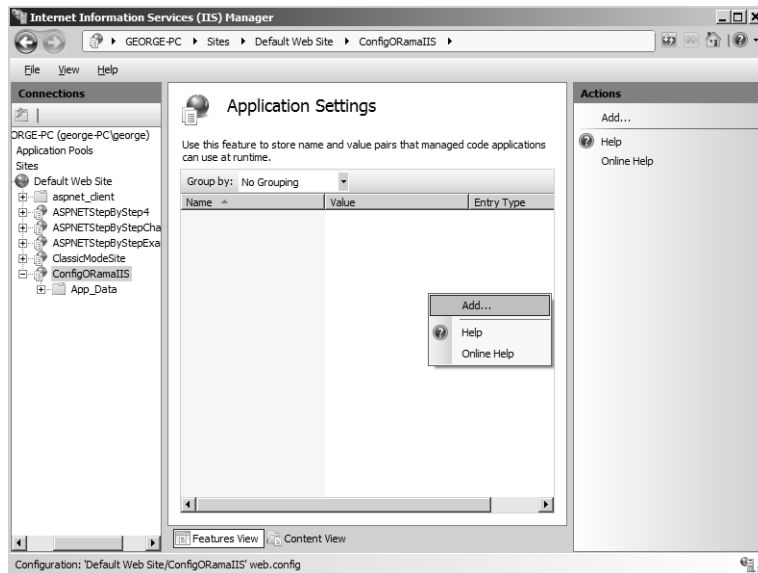 Internet Information Services (IIS) Manager
GEORGE-PC Sites Default Web Site ConfigORamaIIS
File View Help
Connections
ORGE-PC (george-PC\george)
Application Pools
Sites
Default Web Site
aspnet_client
ASPNETStepByStep4
ASPNETStepByStepCha
ASPNETStepByStepExa
ClassicModeSite
ConfigORamaIIS
App_Data
Application Settings
Use this feature to store name and value pairs that managed code applications
can use at runtime.
Group by: No Grouping
Name Value Entry Type
Add...
Help
Online Help
Features View Content View
Actions
Add...
Help
Online Help
Configuration: 'Default Web Site/ConfigORamaIIS' web.config